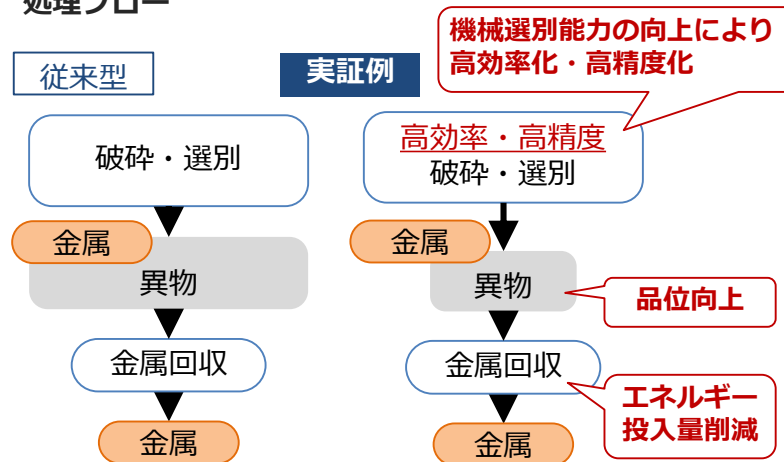 処理フロー
従来型
破砕・選別
金属
異物
金属回収
金属
実証例
機械選別能力の向上により
高効率化・高精度化
高効率・高精度
破砕・選別
金属
異物
品位向上
金属回収
エネルギー
投入量削減
金属